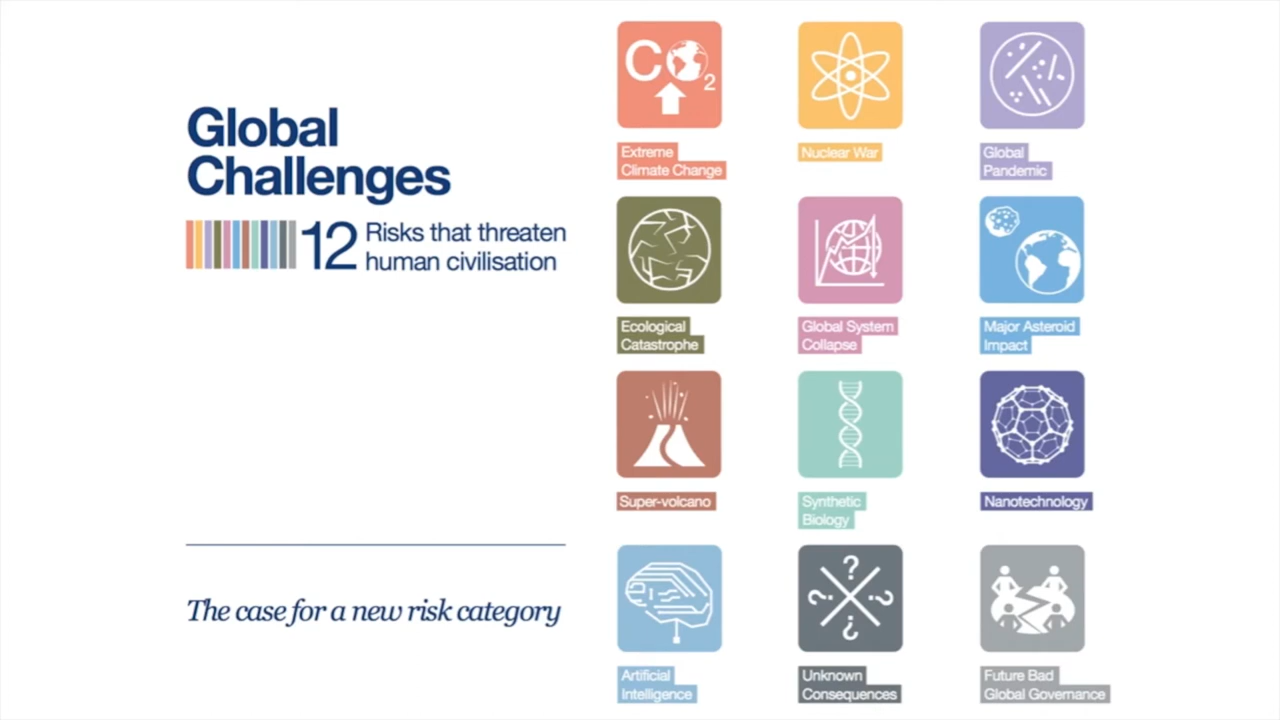 Global
Challenges
12 Risks that threaten
human civilisation
The case for a new risk category
CO2
Extreme
Climate Change
Nuclear War
Global
Pandemic
Ecological
Catastrophe
Global System
Collapse
Major Asteroid
Impact
Super-volcano
Synthetic
Biology
Nanotechnology
Artificial
Intelligence
? ? ? ?
Unknown
Consequences
Future Bad
Global Governance